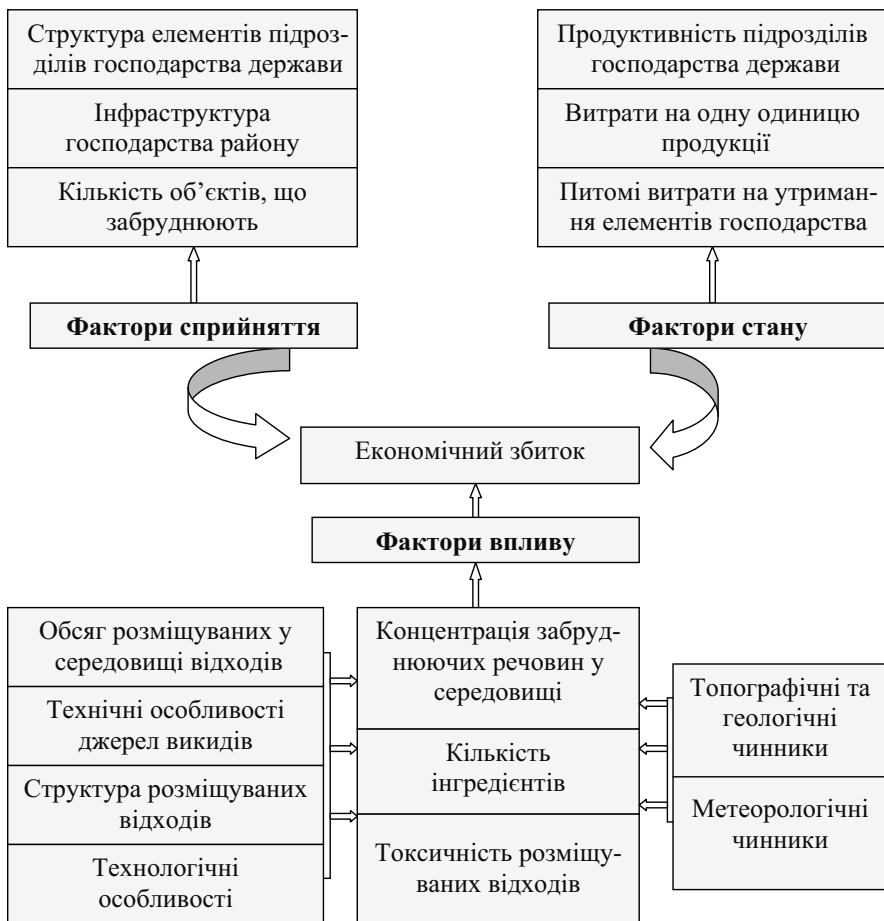 Структура елементів підроз-
ділів господарства держави
Інфраструктура
господарства району
Кількість об’єктів, що
забруднюють
Продуктивність підрозділів
господарства держави
Витрати на одну одиницю
продукції
Питомі витрати на утриман-
ня елементів господарства
Фактори сприйняття
Фактори стану
Економічний збиток
Фактори впливу
Обсяг розміщуваних у
середовищі відходів
Технічні особливості
джерел викидів
Структура розміщуваних
відходів
Технологічні
особливості
Концентрація забруд-
нюючих речовин у
середовищі
Кількість
інгредієнтів
Токсичність розміщу-
ваних відходів
Топографічні та
геологічні
чинники
Метеорологічні
чинники